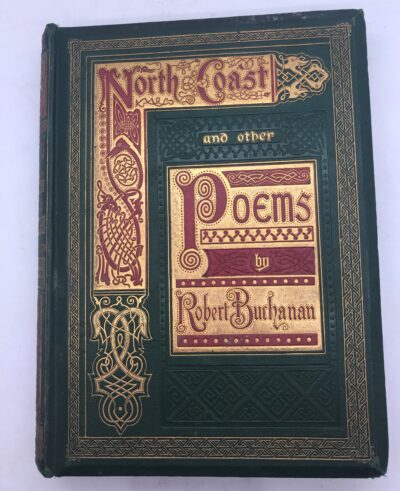 North Coast
and other
Poems
by
Robert Buchanan